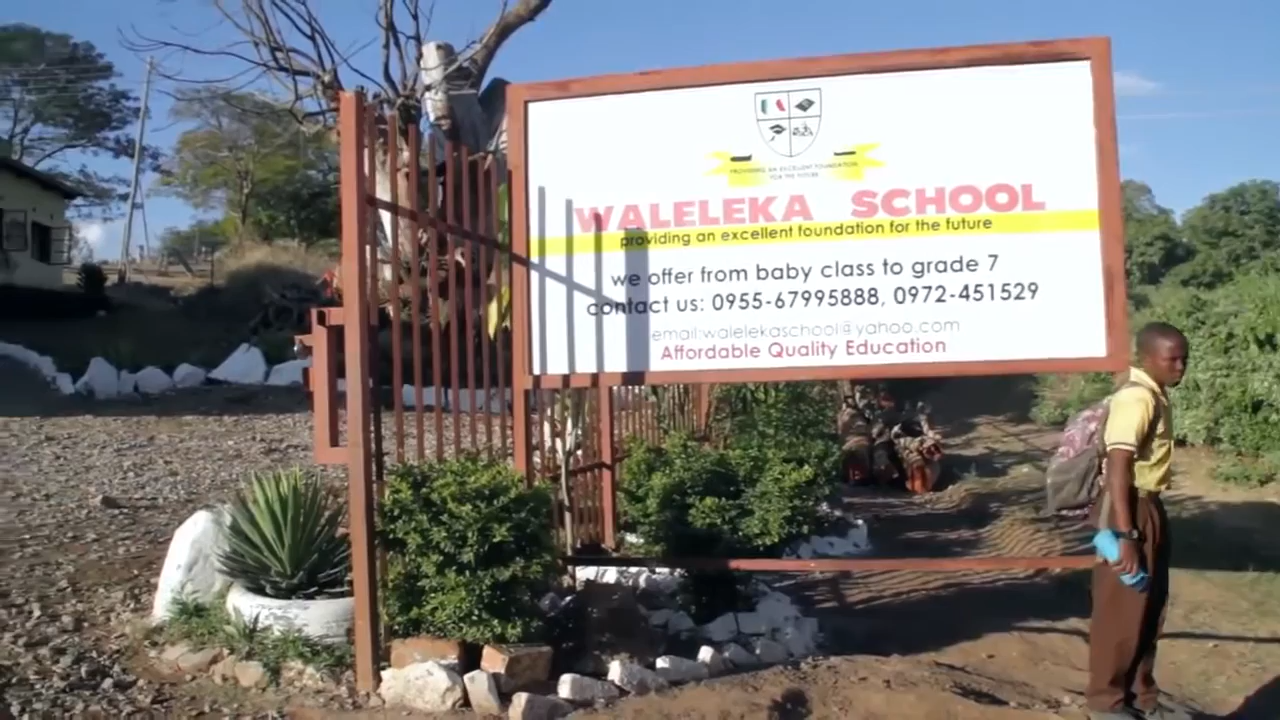 PROVIDING AN EXCELLENT FOUNDATION
FOR THE FUTURE
WALELEKA SCHOOL
providing an excellent foundation for the future
we offer from baby class to grade 7
contact us: 0955-67995888, 0972-451529
email:walelekaschool@yahoo.com
Affordable Quality Education